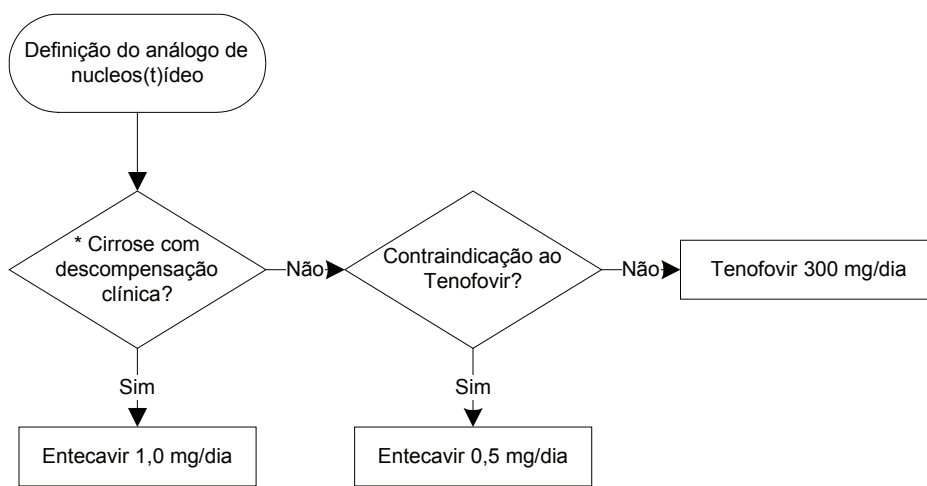 Definição do análogo de
nucleos(t)ídeo
* Cirrose com
descompensação
clínica?
Não
Contraindicação ao
Tenofovir?
Não
Tenofovir 300 mg/dia
Sim
Sim
Entecavir 1,0 mg/dia
Entecavir 0,5 mg/dia